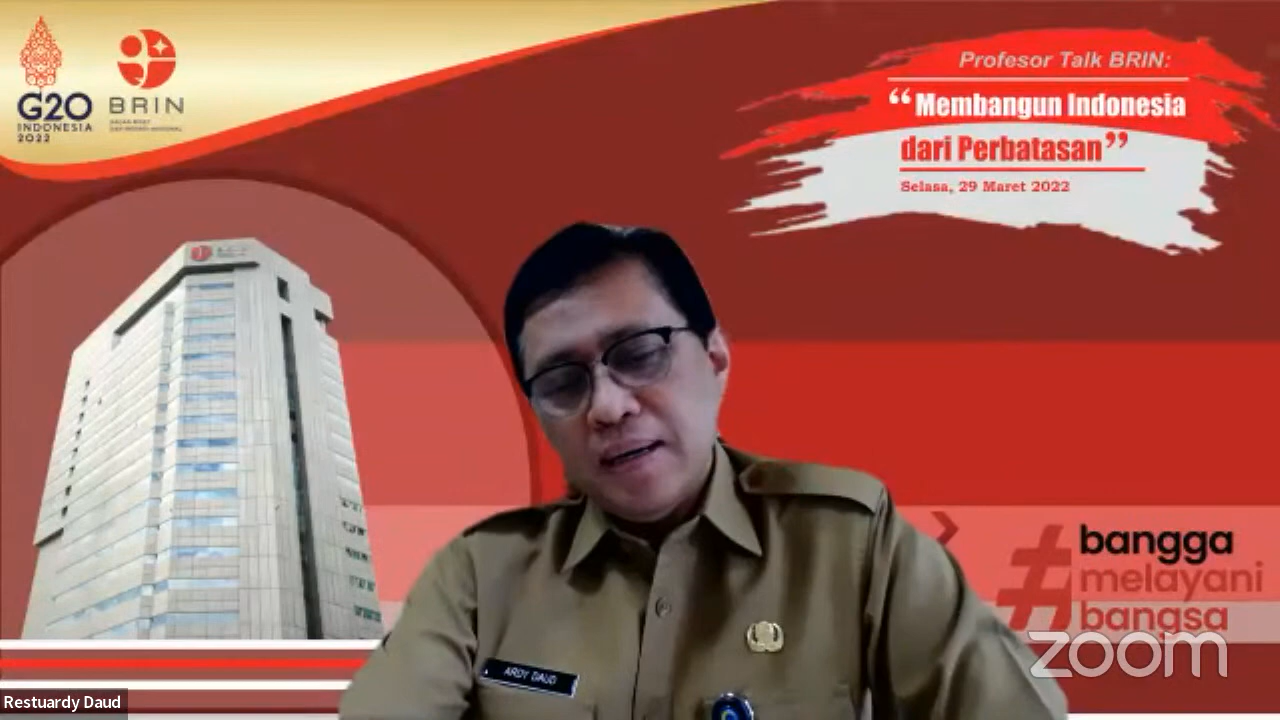 G20
INDONESIA
2022
BRIN
Profesor Talk BRIN:
“Membangun Indonesia
dari Perbatasan”
Selasa, 29 Maret 2022
#bangga
melayani
bangsa
zoom
ARDY DAUD
Restuardy Daud